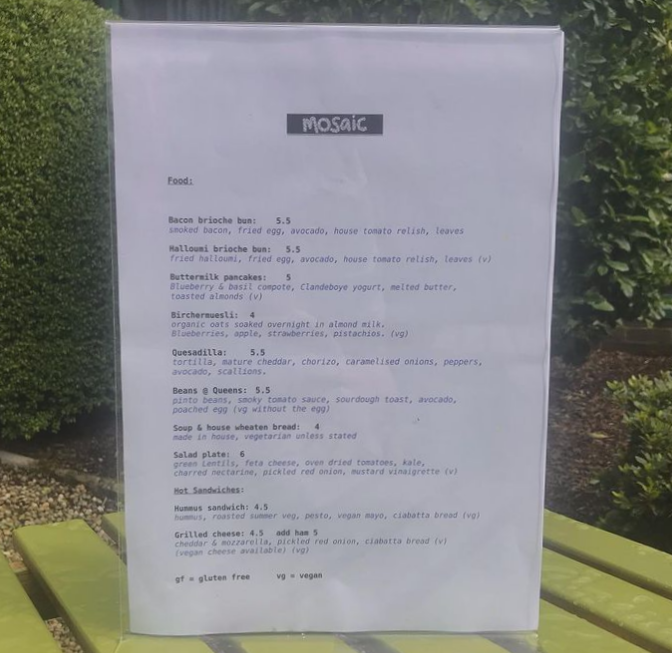 mosaic
Food:
Bacon brioche bun: 5.5
smoked bacon, fried egg, avocado, house tomato relish, leaves
Halloumi brioche bun: 5.5
fried halloumi, fried egg, avocado, house tomato relish, leaves (v)
Buttermilk pancakes: 5
Blueberry & basil compote, Clandeboye yogurt, melted butter,
toasted almonds (v)
Birchermuesli: 4
organic oats soaked overnight in almond milk.
Blueberries, apple, strawberries, pistachios. (vg)
Quesadilla: 5.5
tortilla, mature cheddar, chorizo, caramelised onions, peppers,
avocado, scallions.
Beans @ Queens: 5.5
pinto beans, smoky tomato sauce, sourdough toast, avocado,
poached egg (vg without the egg)
Soup & house wheaten bread: 4
made in house, vegetarian unless stated
Salad plate: 6
green Lentils, feta cheese, oven dried tomatoes, kale,
charred nectarine, pickled red onion, mustard vinaigrette (v)
Hot Sandwiches:
Hummus sandwich: 4.5
hummus, roasted summer veg, pesto, vegan mayo, ciabatta bread (vg)
Grilled cheese: 4.5 add ham 5
cheddar & mozzarella, pickled red onion, ciabatta bread (v)
(vegan cheese available) (vg)
gf = gluten free vg = vegan